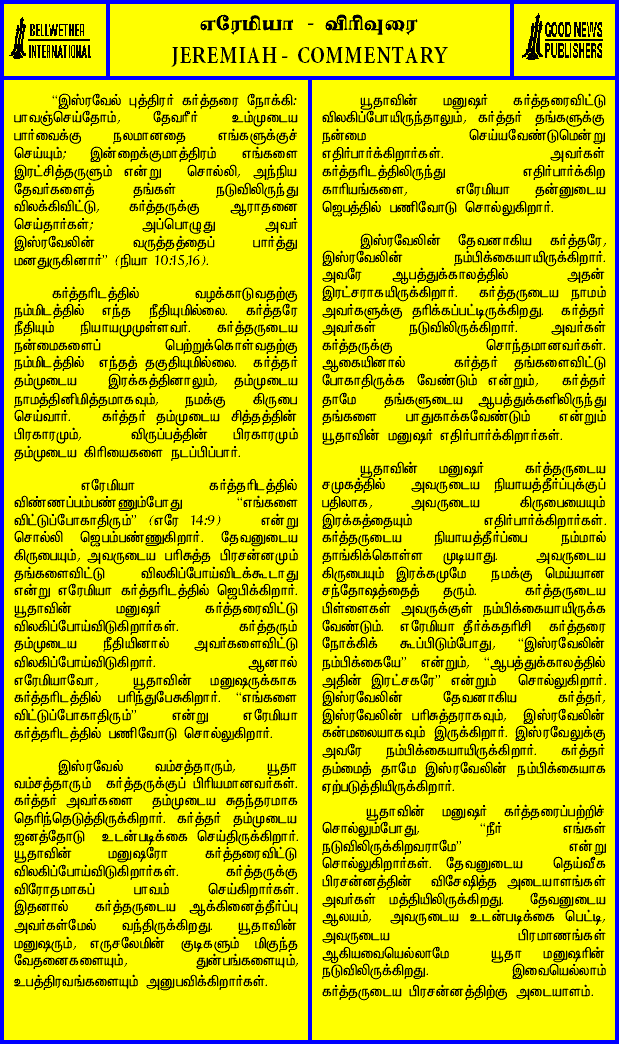 BELLWETHER
INTERNATIONAL
எரேமியா - விரிவுரை
JEREMIAH - COMMENTARY
GOOD NEWS
PUBLISHERS
“இஸ்ரவேல் புத்திரர் கர்த்தரை நோக்கி:
பாவஞ்செய்தோம், தேவரீர் உம்முடைய
பார்வைக்கு நலமானதை எங்களுக்குச்
செய்யும்; இன்றைக்குமாத்திரம் எங்களை
இரட்சித்தருளும் என்று சொல்லி, அந்நிய
தேவர்களைத் தங்கள் நடுவிலிருந்து
விலக்கிவிட்டு, கர்த்தருக்கு ஆராதனை
செய்தார்கள்; அப்பொழுது அவர்
இஸ்ரவேலின் வருத்தத்தைப் பார்த்து
மனதுருகினார்” (நியா 10:15,16).
கர்த்தரிடத்தில் வழக்காடுவதற்கு
நம்மிடத்தில் எந்த நீதியுமில்லை. கர்த்தரே
நீதியும் நியாயமுமுள்ளவர். கர்த்தருடைய
நன்மைகளைப் பெற்றுக்கொள்வதற்கு
நம்மிடத்தில் எந்தத் தகுதியுமில்லை. கர்த்தர்
தம்முடைய இரக்கத்தினாலும், தம்முடைய
நாமத்தினிமித்தமாகவும், நமக்கு கிருபை
செய்வார். கர்த்தர் தம்முடைய சித்தத்தின்
பிரகாரமும், விருப்பத்தின் பிரகாரமும்
தம்முடைய கிரியைகளை நடப்பிப்பார்.
எரேமியா கர்த்தரிடத்தில்
விண்ணப்பம்பண்ணும்போது “எங்களை
விட்டுப்போகாதிரும்” (எரே 14:9) என்று
சொல்லி ஜெபம்பண்ணுகிறார். தேவனுடைய
கிருபையும், அவருடைய பரிசுத்த பிரசன்னமும்
தங்களைவிட்டு விலகிப்போய்விடக்கூடாது
என்று எரேமியா கர்த்தரிடத்தில் ஜெபிக்கிறார்.
யூதாவின் மனுஷர் கர்த்தரைவிட்டு
விலகிப்போய்விடுகிறார்கள். கர்த்தரும்
தம்முடைய நீதியினால் அவர்களைவிட்டு
விலகிப்போய்விடுகிறார். ஆனால்
எரேமியாவோ, யூதாவின் மனுஷருக்காக
கர்த்தரிடத்தில் பரிந்துபேசுகிறார். “எங்களை
விட்டுப்போகாதிரும்” என்று எரேமியா
கர்த்தரிடத்தில் பணிவோடு சொல்லுகிறார்.
இஸ்ரவேல் வம்சத்தாரும், யூதா
வம்சத்தாரும் கர்த்தருக்குப் பிரியமானவர்கள்.
கர்த்தர் அவர்களை தம்முடைய சுதந்தரமாக
தெரிந்தெடுத்திருக்கிறார். கர்த்தர் தம்முடைய
ஜனத்தோடு உடன்படிக்கை செய்திருக்கிறார்.
யூதாவின் மனுஷரோ கர்த்தரைவிட்டு
விலகிப்போய்விடுகிறார்கள். கர்த்தருக்கு
விரோதமாகப் பாவம் செய்கிறார்கள்.
இதனால் கர்த்தருடைய ஆக்கினைத்தீர்ப்பு
அவர்கள்மேல் வந்திருக்கிறது. யூதாவின்
மனுஷரும், எருசலேமின் குடிகளும் மிகுந்த
வேதனைகளையும், துன்பங்களையும்,
உபத்திரவங்களையும் அனுபவிக்கிறார்கள்.
யூதாவின் மனுஷர் கர்த்தரைவிட்டு
விலகிப்போயிருந்தாலும், கர்த்தர் தங்களுக்கு
நன்மை செய்யவேண்டுமென்று
எதிர்பார்க்கிறார்கள். அவர்கள்
கர்த்தரிடத்திலிருந்து எதிர்பார்க்கிற
காரியங்களை, எரேமியா தன்னுடைய
ஜெபத்தில் பணிவோடு சொல்லுகிறார்.
இஸ்ரவேலின் தேவனாகிய கர்த்தரே,
இஸ்ரவேலின் நம்பிக்கையாயிருக்கிறார்.
அவரே ஆபத்துக்காலத்தில் அதன்
இரட்சராகயிருக்கிறார். கர்த்தருடைய நாமம்
அவர்களுக்கு தரிக்கப்பட்டிருக்கிறது. கர்த்தர்
அவர்கள் நடுவிலிருக்கிறார். அவர்கள்
கர்த்தருக்கு சொந்தமானவர்கள்.
ஆகையினால் கர்த்தர் தங்களைவிட்டு
போகாதிருக்க வேண்டும் என்றும், கர்த்தர்
தாமே தங்களுடைய ஆபத்துக்களிலிருந்து
தங்களை பாதுகாக்கவேண்டும் என்றும்
யூதாவின் மனுஷர் எதிர்பார்க்கிறார்கள்.
யூதாவின் மனுஷர் கர்த்தருடைய
சமுகத்தில் அவருடைய நியாயத்தீர்ப்புக்குப்
பதிலாக, அவருடைய கிருபையையும்
இரக்கத்தையும் எதிர்பார்க்கிறார்கள்.
கர்த்தருடைய நியாயத்தீர்ப்பை நம்மால்
தாங்கிக்கொள்ள முடியாது. அவருடைய
கிருபையும் இரக்கமுமே நமக்கு மெய்யான
சந்தோஷத்தைத் தரும். கர்த்தருடைய
பிள்ளைகள் அவருக்குள் நம்பிக்கையாயிருக்க
வேண்டும். எரேமியா தீர்க்கதரிசி கர்த்தரை
நோக்கிக் கூப்பிடும்போது, “இஸ்ரவேலின்
நம்பிக்கையே” என்றும், “ஆபத்துக்காலத்தில்
அதின் இரட்சகரே” என்றும் சொல்லுகிறார்.
இஸ்ரவேலின் தேவனாகிய கர்த்தர்,
இஸ்ரவேலின் பரிசுத்தராகவும், இஸ்ரவேலின்
கன்மலையாகவும் இருக்கிறார். இஸ்ரவேலுக்கு
அவரே நம்பிக்கையாயிருக்கிறார். கர்த்தர்
தம்மைத் தாமே இஸ்ரவேலின் நம்பிக்கையாக
ஏற்படுத்தியிருக்கிறார்.
யூதாவின் மனுஷர் கர்த்தரைப்பற்றிச்
சொல்லும்போது, “நீர் எங்கள்
நடுவிலிருக்கிறவராமே” என்று
சொல்லுகிறார்கள். தேவனுடைய தெய்வீக
பிரசன்னத்தின் விசேஷித்த அடையாளங்கள்
அவர்கள் மத்தியிலிருக்கிறது. தேவனுடைய
ஆலயம், அவருடைய உடன்படிக்கை பெட்டி,
அவருடைய பிரமாணங்கள்
ஆகியவையெல்லாமே யூதா மனுஷரின்
நடுவிலிருக்கிறது. இவையெல்லாம்
கர்த்தருடைய பிரசன்னத்திற்கு அடையாளம்.